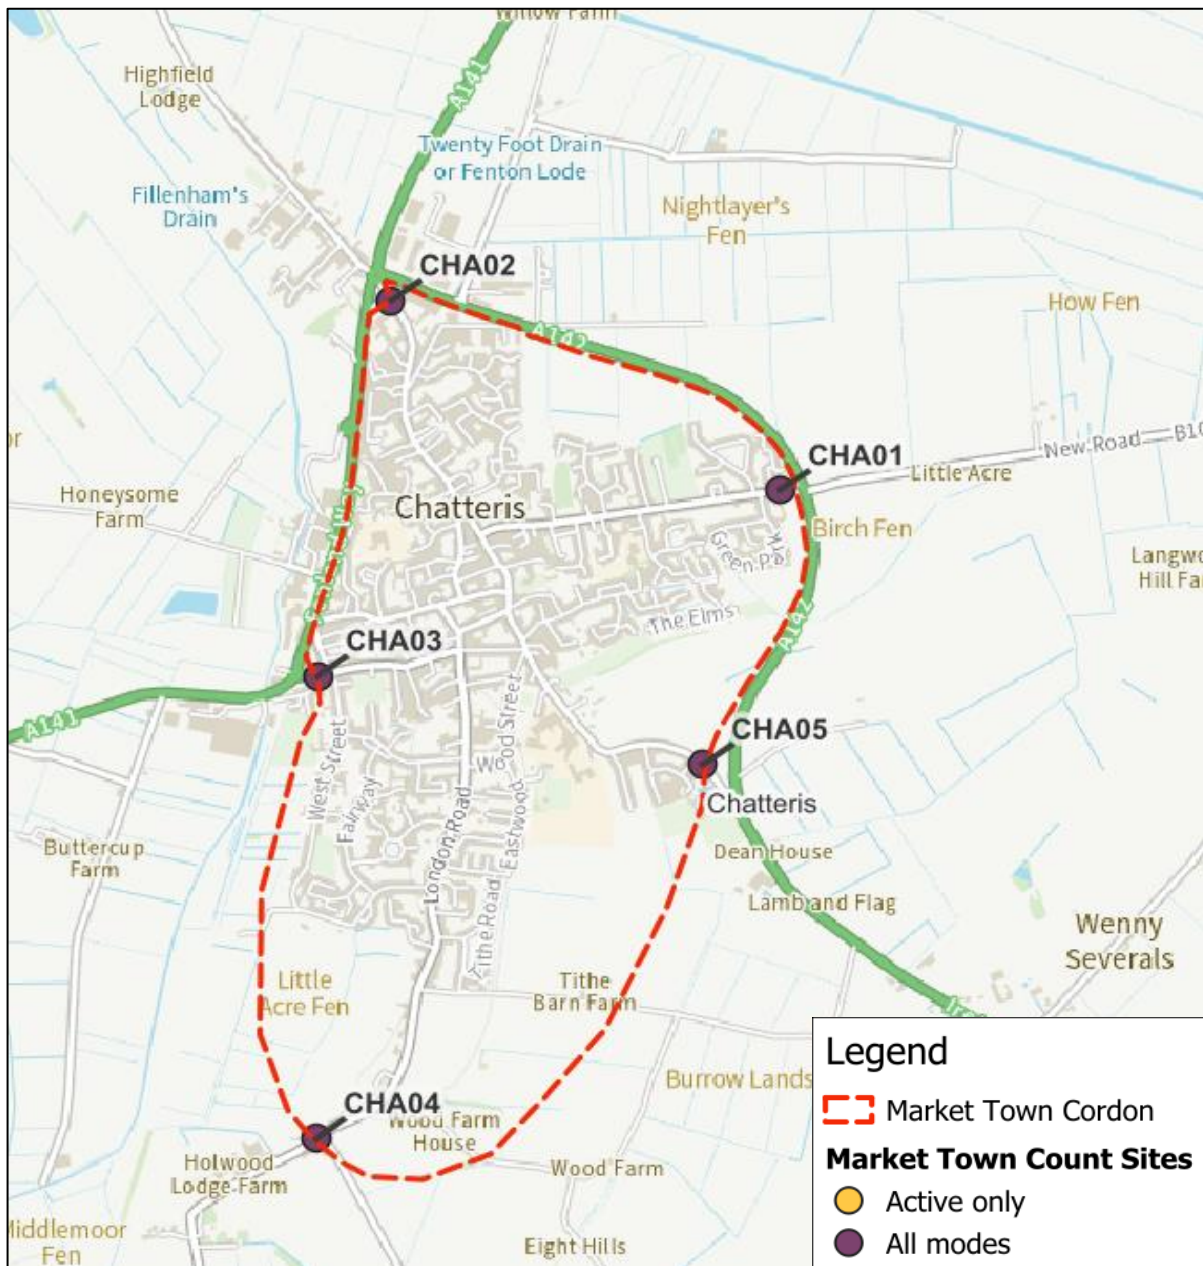 Willow Farm
Highfield
Lodge
A141
Twenty Foot Drain
or Fenton Lode
Fillenham's
Drain
Nightlayer's
Fen
CHA02
How Fen
A142
CHA01
New Road
B10
Little Acre
Honeysome
Farm
Chatteris
Birch Fen
Green Park
Langwo
Hill Far
The Elms
A142
CHA03
A141
CHA05
West Street
Fairway
Wood Street
London Road
Eastwood
Chatteris
Buttercup
Farm
Dean House
Lamb and Flag
Wenny
Severals
Tithe Road
Little
Acre Fen
Tithe
Barn Farm
Burrow Lands
CHA04
Wood Farm
House
Holwood
Lodge Farm
Wood Farm
Middlemoor
Fen
Eight Hills
Legend
Market Town Cordon
Market Town Count Sites
Active only
All modes